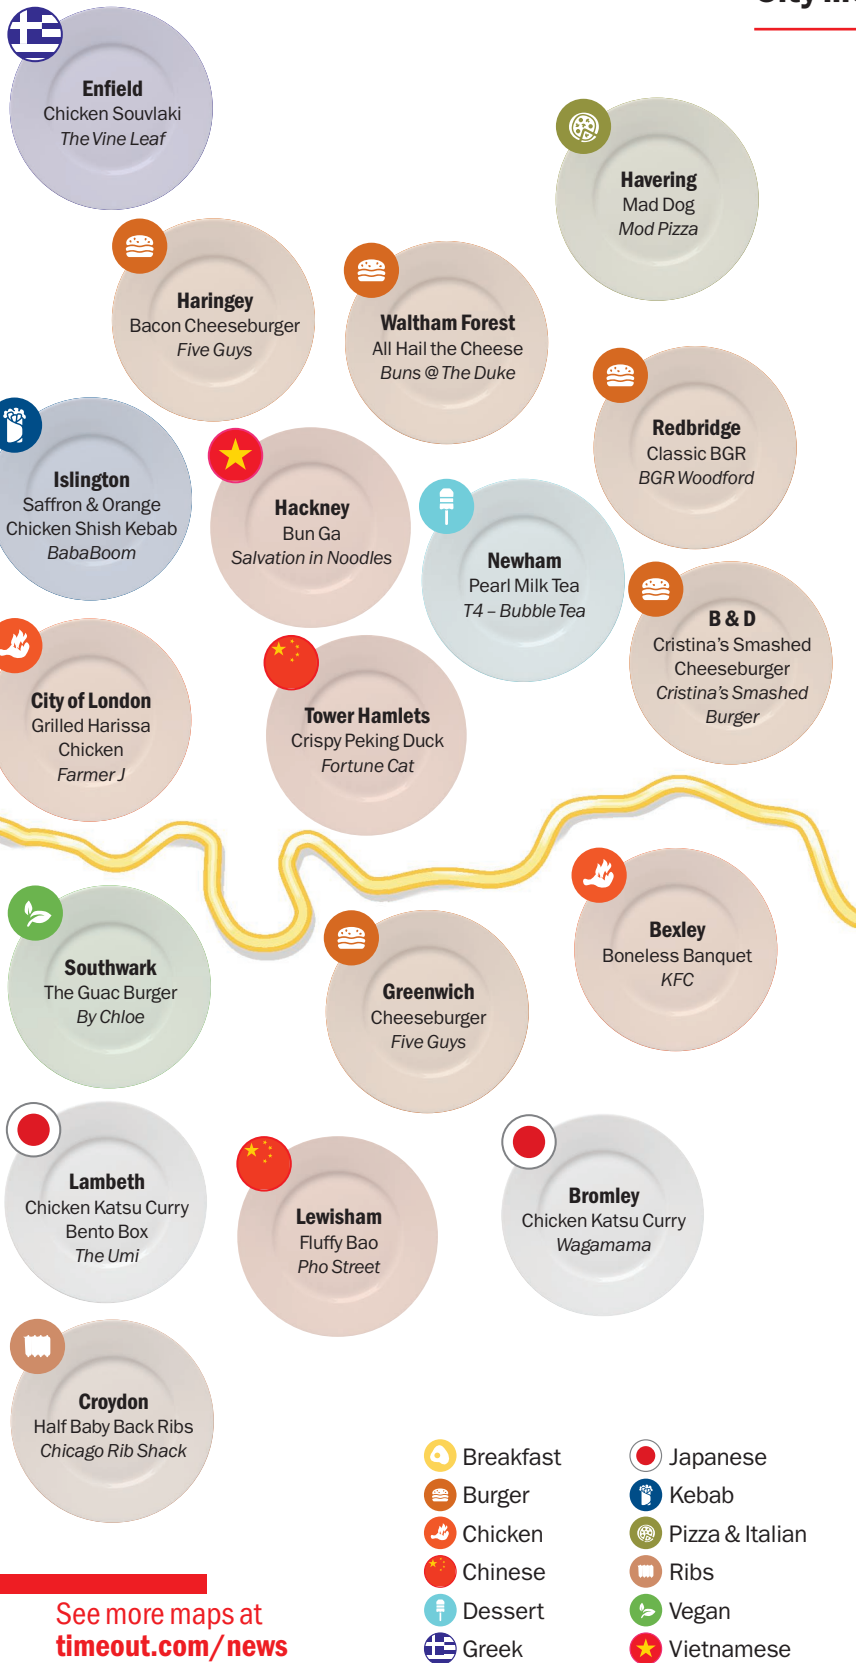 Enfield
Chicken Souvlaki
The Vine Leaf
Havering
Mad Dog
Mod Pizza
Haringey
Bacon Cheeseburger
Five Guys
Waltham Forest
All Hail the Cheese
Buns @ The Duke
Redbridge
Classic BGR
BGR Woodford
Islington
Saffron & Orange
Chicken Shish Kebab
BabaBoom
Hackney
Bun Ga
Salvation in Noodles
Newham
Pearl Milk Tea
T4 – Bubble Tea
B & D
Cristina's Smashed
Cheeseburger
Cristina's Smashed
Burger
City of London
Grilled Harissa
Chicken
Farmer J
Tower Hamlets
Crispy Peking Duck
Fortune Cat
Bexley
Boneless Banquet
KFC
Southwark
The Guac Burger
By Chloe
Greenwich
Cheeseburger
Five Guys
Lambeth
Chicken Katsu Curry
Bento Box
The Umi
Lewisham
Fluffy Bao
Pho Street
Bromley
Chicken Katsu Curry
Wagamama
Croydon
Half Baby Back Ribs
Chicago Rib Shack
Breakfast
Burger
Chicken
Chinese
Dessert
Greek
Japanese
Kebab
Pizza & Italian
Ribs
Vegan
Vietnamese
See more maps at
timeout.com/news